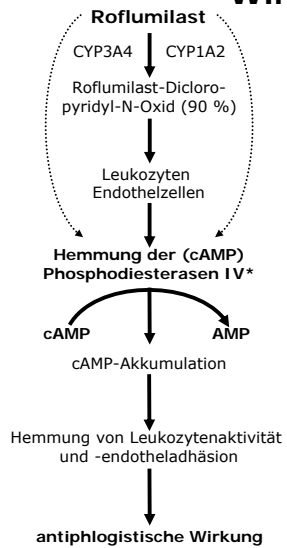 Roflumilast
CYP3A4 CYP1A2
Roflumilast-Dicloro-
pyridyl-N-Oxid (90 %)
Leukozyten
Endothelzellen
Hemmung der (cAMP)
Phosphodiesterasen IV*
cAMP AMP
cAMP-Akkumulation
Hemmung von Leukozytenaktivität
und -endotheladhäsion
antiphlogistische Wirkung